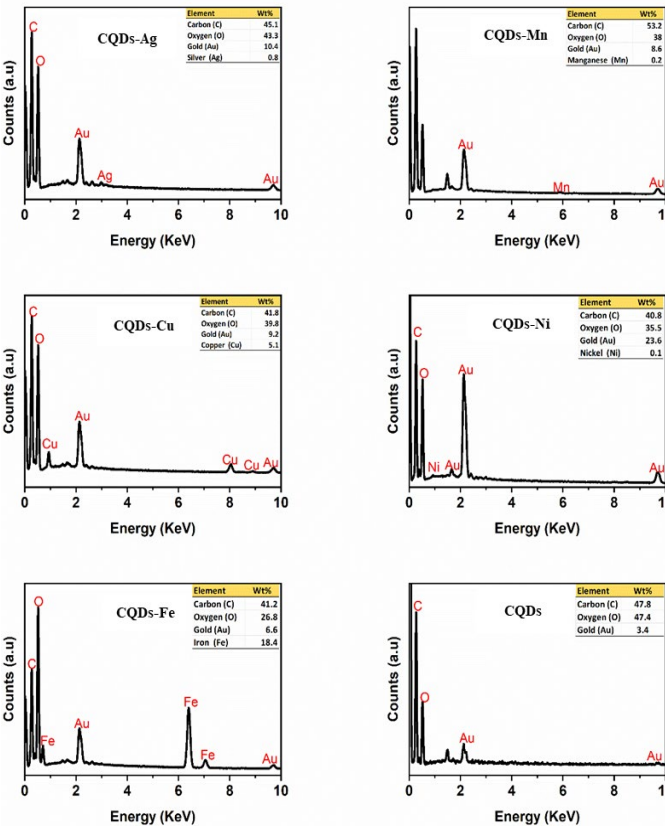 CQDs-Ag
Element Wt%
Carbon (C) 45.1
Oxygen (O) 43.3
Gold (Au) 10.4
Silver (Ag) 0.8
C
O
Au
Ag
Au
Counts (a.u)
0 2 4 6 8 10
Energy (KeV)
CQDs-Mn
Element Wt%
Carbon (C) 53.2
Oxygen (O) 38
Gold (Au) 8.6
Manganese (Mn) 0.2
Au
Mn
Au
Counts (a.u)
0 2 4 6 8 1
Energy (KeV)
CQDs-Cu
Element Wt%
Carbon (C) 41.8
Oxygen (O) 39.8
Gold (Au) 9.2
Copper (Cu) 5.1
C
O
Cu
Au
Cu
Cu
Au
Counts (a.u)
0 2 4 6 8 10
Energy (KeV)
CQDs-Ni
Element Wt%
Carbon (C) 40.8
Oxygen (O) 35.5
Gold (Au) 23.6
Nickel (Ni) 0.1
C
O
Ni
Au
Au
Au
Counts (a.u)
0 2 4 6 8 1
Energy (KeV)
CQDs-Fe
Element Wt%
Carbon (C) 41.2
Oxygen (O) 26.8
Gold (Au) 6.6
Iron (Fe) 18.4
O
C
Fe
Au
Fe
Fe
Au
Counts (a.u)
0 2 4 6 8 10
Energy (KeV)
CQDs
Element Wt%
Carbon (C) 47.8
Oxygen (O) 47.4
Gold (Au) 3.4
C
O
Au
Au
Counts (a.u)
0 2 4 6 8 1
Energy (KeV)